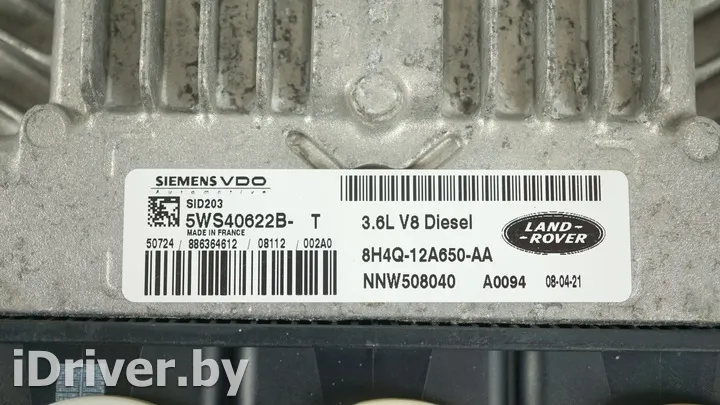 SIEMENS VDO
Automotive
SID203
5WS40622B- T
MADE IN FRANCE
50724 / 886364612 / 08112 / 002A0
3.6L V8 Diesel
8H4Q-12A650-AA
NNW508040 A0094 08-04-21
LAND-
-ROVER
iDriver.by